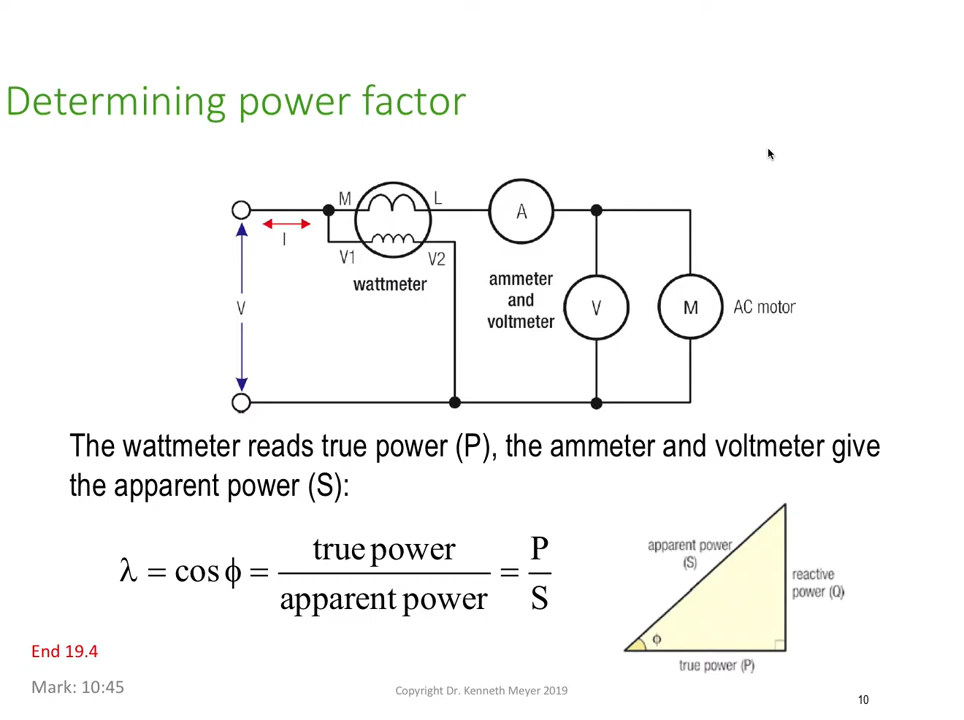 Determining power factor
M
L
A
I
V1
V2
wattmeter
ammeter
and
voltmeter
V
V
M
AC motor
The wattmeter reads true power (P), the ammeter and voltmeter give
the apparent power (S):
λ = cos ϕ = true power / apparent power = P / S
apparent power
(S)
reactive
power (Q)
ϕ
true power (P)
End 19.4
Mark: 10:45
Copyright Dr. Kenneth Meyer 2019
10